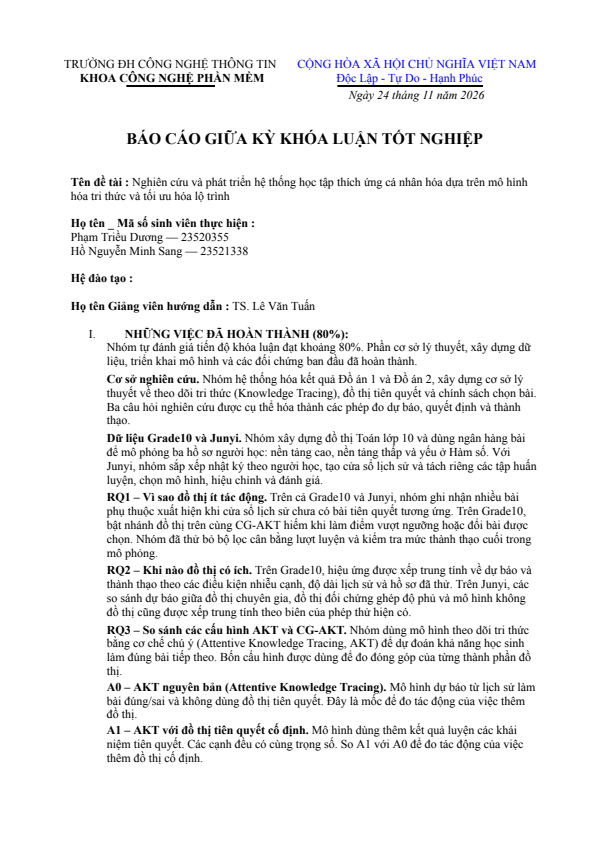 TRƯỜNG ĐH CÔNG NGHỆ THÔNG TIN
KHOA CÔNG NGHỆ PHẦN MỀM
CỘNG HÒA XÃ HỘI CHỦ NGHĨA VIỆT NAM
Độc Lập - Tự Do - Hạnh Phúc
Ngày 24 tháng 11 năm 2026
BÁO CÁO GIỮA KỲ KHÓA LUẬN TỐT NGHIỆP
Tên đề tài : Nghiên cứu và phát triển hệ thống học tập thích ứng cá nhân hóa dựa trên mô hình
hóa tri thức và tối ưu hóa lộ trình
Họ tên _ Mã số sinh viên thực hiện :
Phạm Triều Dương — 23520355
Hồ Nguyễn Minh Sang — 23521338
Hệ đào tạo :
Họ tên Giảng viên hướng dẫn : TS. Lê Văn Tuấn
I. NHỮNG VIỆC ĐÃ HOÀN THÀNH (80%):
Nhóm tự đánh giá tiến độ khóa luận đạt khoảng 80%. Phần cơ sở lý thuyết, xây dựng dữ
liệu, triển khai mô hình và các đối chứng ban đầu đã hoàn thành.
Cơ sở nghiên cứu. Nhóm hệ thống hóa kết quả Đồ án 1 và Đồ án 2, xây dựng cơ sở lý
thuyết về theo dõi tri thức (Knowledge Tracing), đồ thị tiên quyết và chính sách chọn bài.
Ba câu hỏi nghiên cứu được cụ thể hóa thành các phép đo dự báo, quyết định và thành
thạo.
Dữ liệu Grade10 và Junyi. Nhóm xây dựng đồ thị Toán lớp 10 và dùng ngân hàng bài
để mô phỏng ba hồ sơ người học: nền tảng cao, nền tảng thấp và yếu ở Hàm số. Với
Junyi, nhóm sắp xếp nhật ký theo người học, tạo cửa sổ lịch sử và tách riêng các tập huấn
luyện, chọn mô hình, hiệu chỉnh và đánh giá.
RQ1 – Vì sao đồ thị ít tác động. Trên cả Grade10 và Junyi, nhóm ghi nhận nhiều bài
phụ thuộc xuất hiện khi cửa sổ lịch sử chưa có bài tiên quyết tương ứng. Trên Grade10,
bật nhánh đồ thị trên cùng CG-AKT hiếm khi làm điểm vượt ngưỡng hoặc đổi bài được
chọn. Nhóm đã thử bỏ bộ lọc cân bằng lượt luyện và kiểm tra mức thành thạo cuối trong
mô phỏng.
RQ2 – Khi nào đồ thị có ích. Trên Grade10, hiệu ứng được xếp trung tính về dự báo và
thành thạo theo các điều kiện nhiễu cạnh, độ dài lịch sử và hồ sơ đã thử. Trên Junyi, các
so sánh dự báo giữa đồ thị chuyên gia, đồ thị đối chứng ghép độ phủ và mô hình không
đồ thị cũng được xếp trung tính theo biên của phép thử hiện có.
RQ3 – So sánh các cấu hình AKT và CG-AKT. Nhóm dùng mô hình theo dõi tri thức
bằng cơ chế chú ý (Attentive Knowledge Tracing, AKT) để dự đoán khả năng học sinh
làm đúng bài tiếp theo. Bốn cấu hình được dùng để đo đóng góp của từng thành phần đồ
thị.
A0 – AKT nguyên bản (Attentive Knowledge Tracing). Mô hình dự báo từ lịch sử làm
bài đúng/sai và không dùng đồ thị tiên quyết. Đây là mốc để đo tác động của việc thêm
đồ thị.
A1 – AKT với đồ thị tiên quyết cố định. Mô hình dùng thêm kết quả luyện các khái
niệm tiên quyết. Các cạnh đều có cùng trọng số. So A1 với A0 để đo tác động của việc
thêm đồ thị cố định.